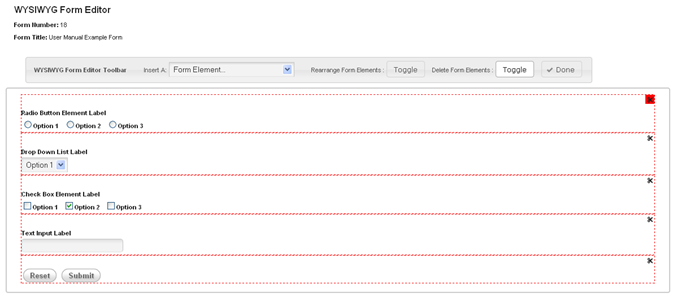 WYSIWYG Form Editor
Form Number: 18
Form Title: User Manual Example Form
WYSIWYG Form Editor Toolbar Insert A: Form Element... Rearrange Form Elements : Toggle Delete Form Elements : Toggle ✓ Done
Radio Button Element Label
Option 1 Option 2 Option 3
Drop Down List Label
Option 1
Check Box Element Label
Option 1 Option 2 Option 3
Text Input Label
Reset Submit